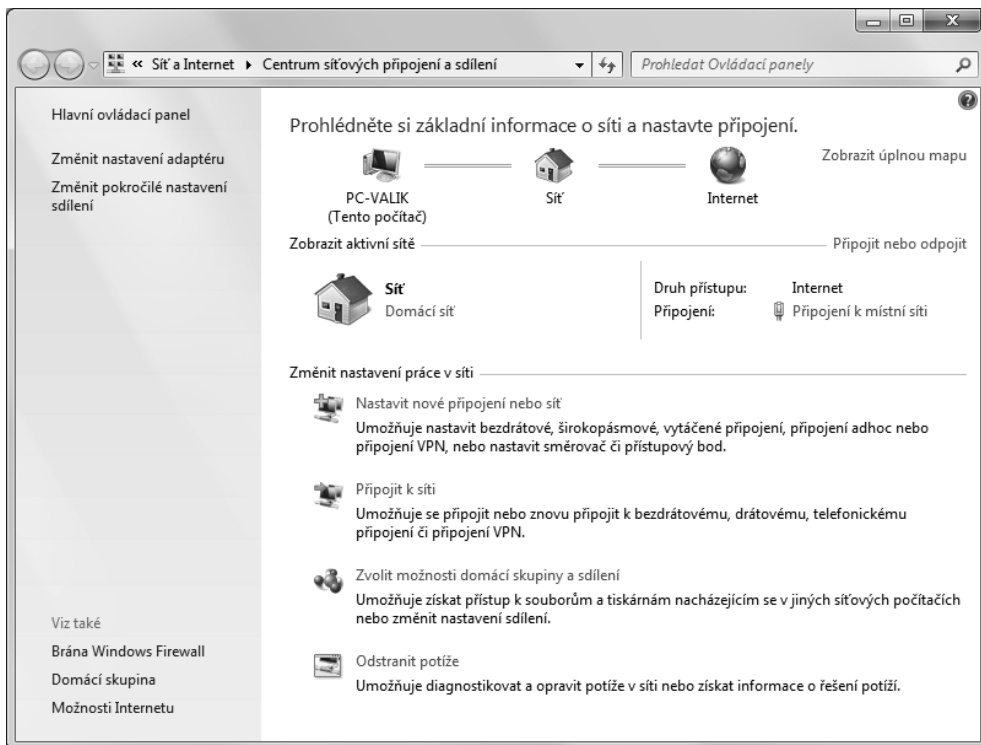 « Síť a Internet ▸ Centrum síťových připojení a sdílení
Prohledat Ovládací panely
Hlavní ovládací panel
Změnit nastavení adaptéru
Změnit pokročilé nastavení
sdílení
Viz také
Brána Windows Firewall
Domácí skupina
Možnosti Internetu
Prohlédněte si základní informace o síti a nastavte připojení.
Zobrazit úplnou mapu
PC-VALIK
(Tento počítač)
Síť
Internet
Zobrazit aktivní sítě
Připojit nebo odpojit
Síť
Domácí síť
Druh přístupu: Internet
Připojení: Připojení k místní síti
Změnit nastavení práce v síti
Nastavit nové připojení nebo síť
Umožňuje nastavit bezdrátové, širokopásmové, vytáčené připojení, připojení adhoc nebo
připojení VPN, nebo nastavit směrovač či přístupový bod.
Připojit k síti
Umožňuje se připojit nebo znovu připojit k bezdrátovému, drátovému, telefonickému
připojení či připojení VPN.
Zvolit možnosti domácí skupiny a sdílení
Umožňuje získat přístup k souborům a tiskárnám nacházejícím se v jiných síťových počítačích
nebo změnit nastavení sdílení.
Odstranit potíže
Umožňuje diagnostikovat a opravit potíže v síti nebo získat informace o řešení potíží.